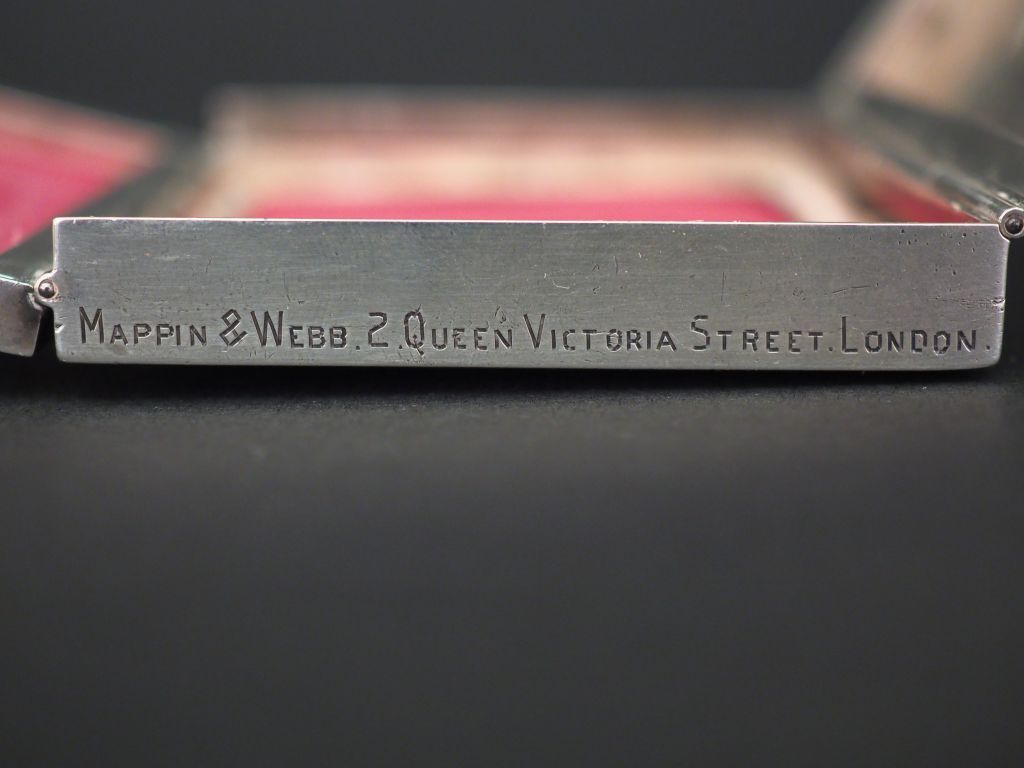 MAPPIN & WEBB. 2. QUEEN VICTORIA STREET. LONDON.